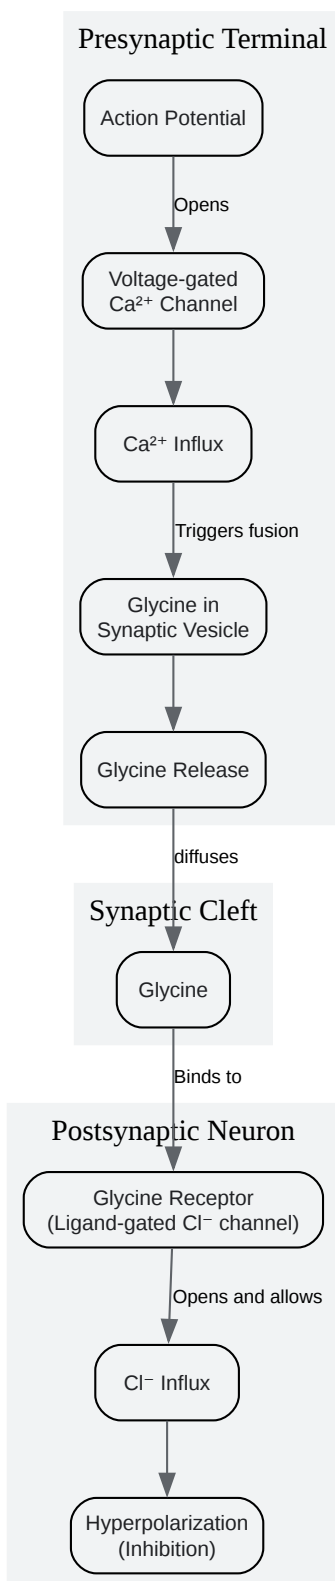 Presynaptic Terminal
Action Potential
Opens
Voltage-gated
Ca²⁺ Channel
Ca²⁺ Influx
Triggers fusion
Glycine in
Synaptic Vesicle
Glycine Release
diffuses
Synaptic Cleft
Glycine
Binds to
Postsynaptic Neuron
Glycine Receptor
(Ligand-gated Cl⁻ channel)
Opens and allows
Cl⁻ Influx
Hyperpolarization
(Inhibition)